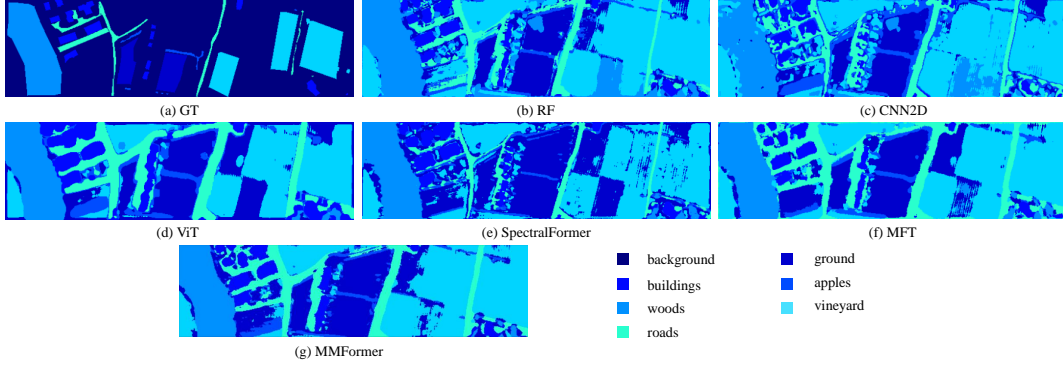 (a) GT
(b) RF
(c) CNN2D
(d) ViT
(e) SpectralFormer
(f) MFT
background
ground
buildings
apples
woods
vineyard
roads
(g) MMFormer